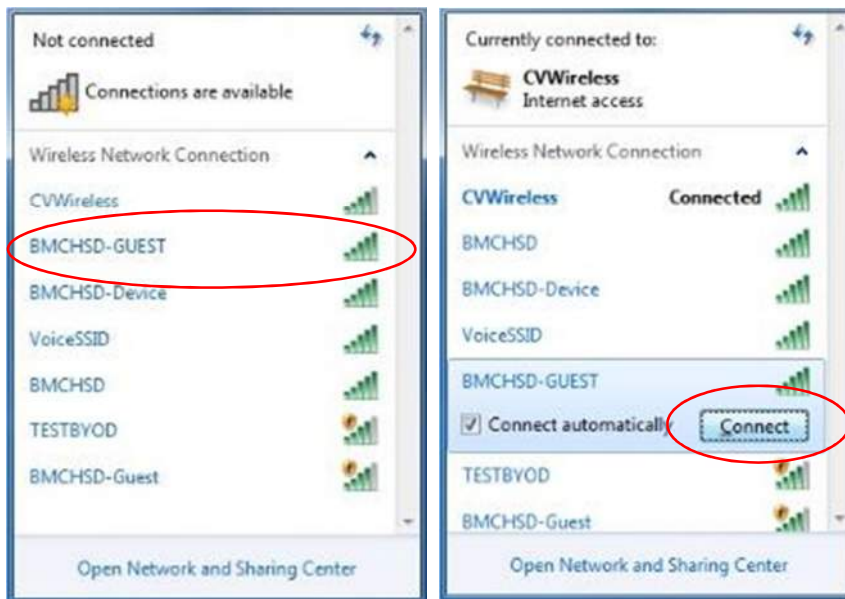 Not connected
Connections are available
Wireless Network Connection
CVWireless
BMCHSD-GUEST
BMCHSD-Device
VoiceSSID
BMCHSD
TESTBYOD
BMCHSD-Guest
Open Network and Sharing Center
Currently connected to:
CVWireless
Internet access
Wireless Network Connection
CVWireless Connected
BMCHSD
BMCHSD-Device
VoiceSSID
BMCHSD-GUEST
Connect automatically Connect
TESTBYOD
BMCHSD-Guest
Open Network and Sharing Center